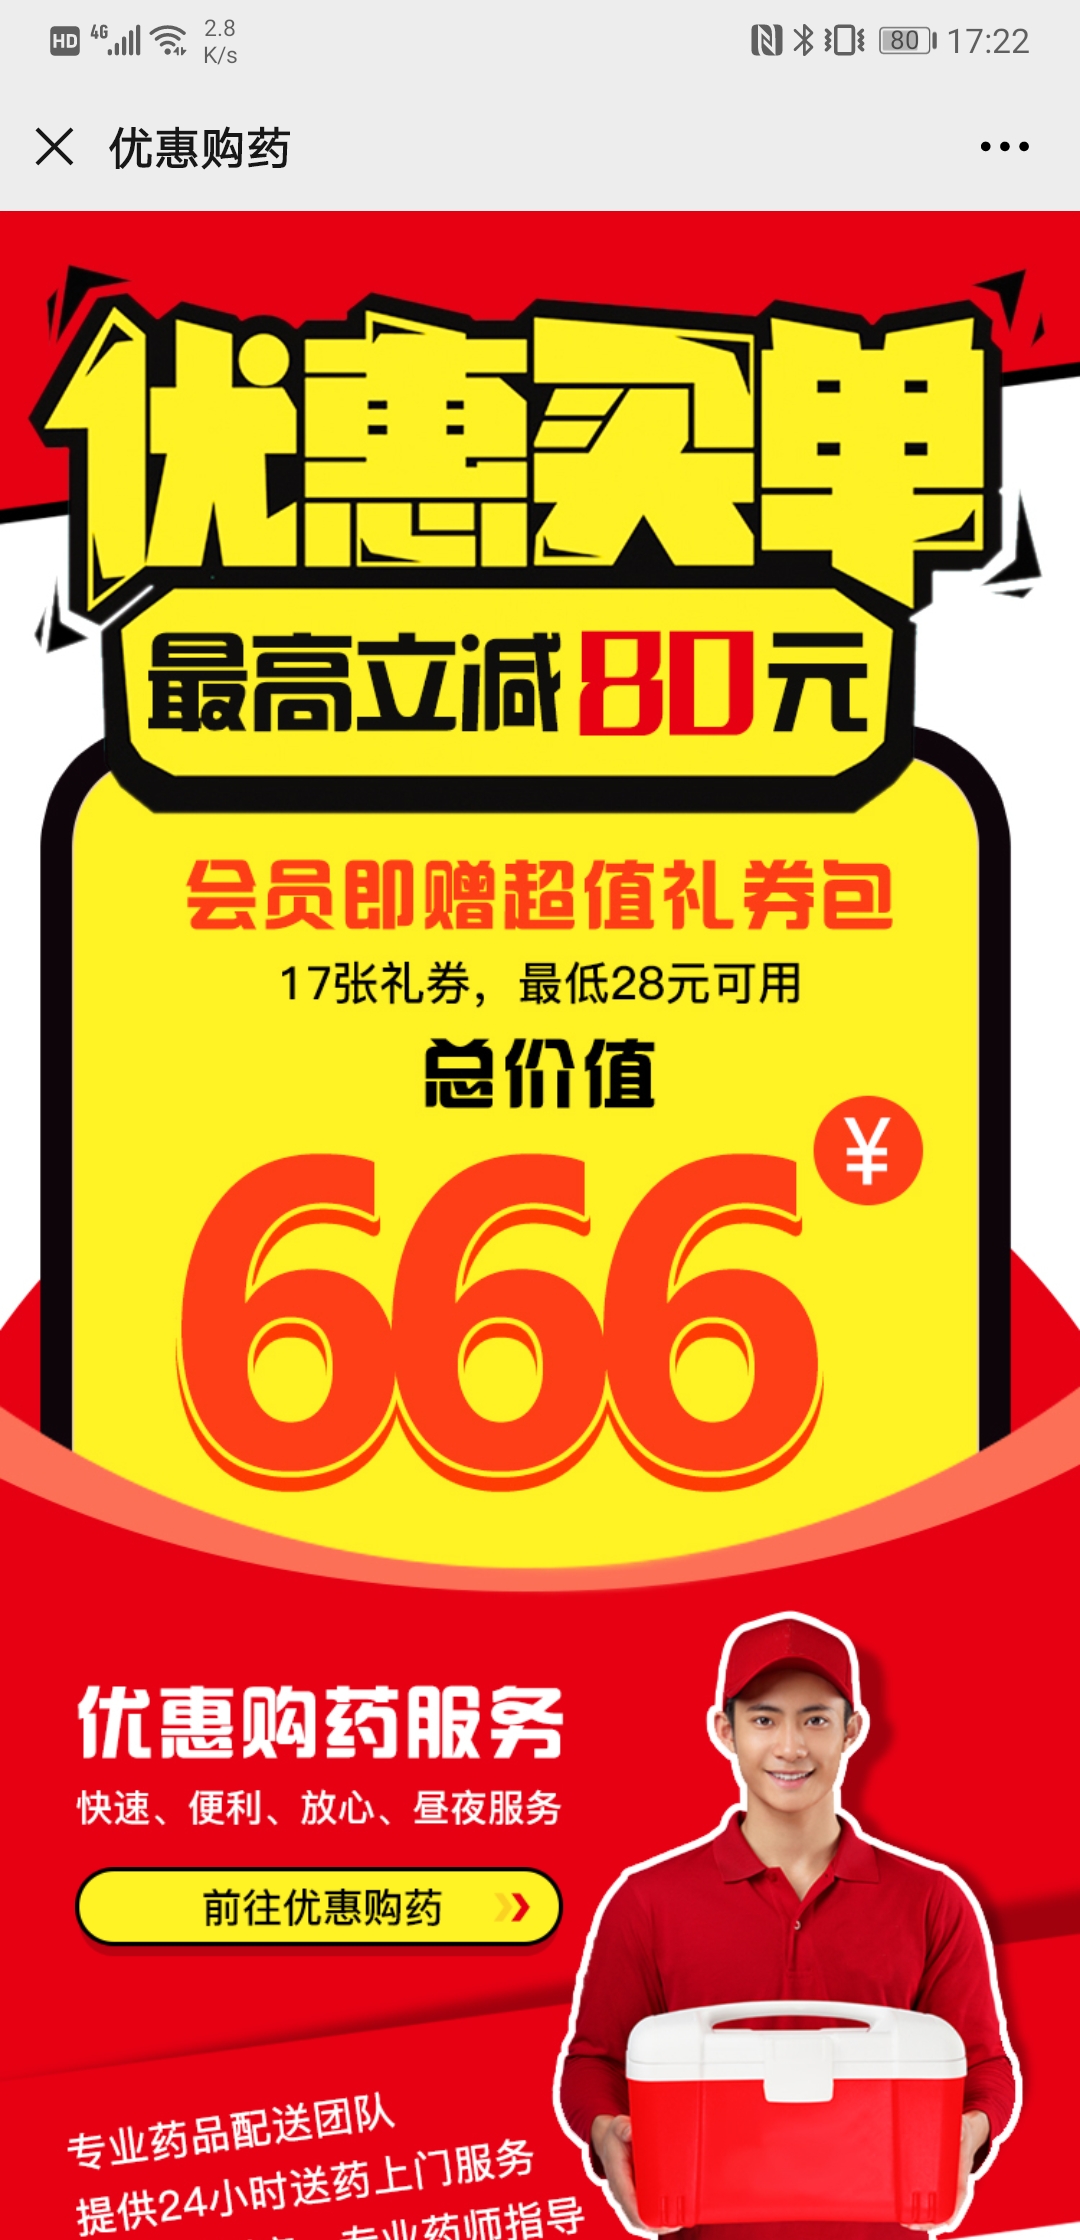 HD 4G 2.8 K/s 80 17:22
优惠购药
优惠买单
最高立减80元
会员即赠超值礼券包
17张礼券，最低28元可用
总价值
¥
666
优惠购药服务
快速、便利、放心、昼夜服务
前往优惠购药
专业药品配送团队
提供24小时送药上门服务
专业药师指导